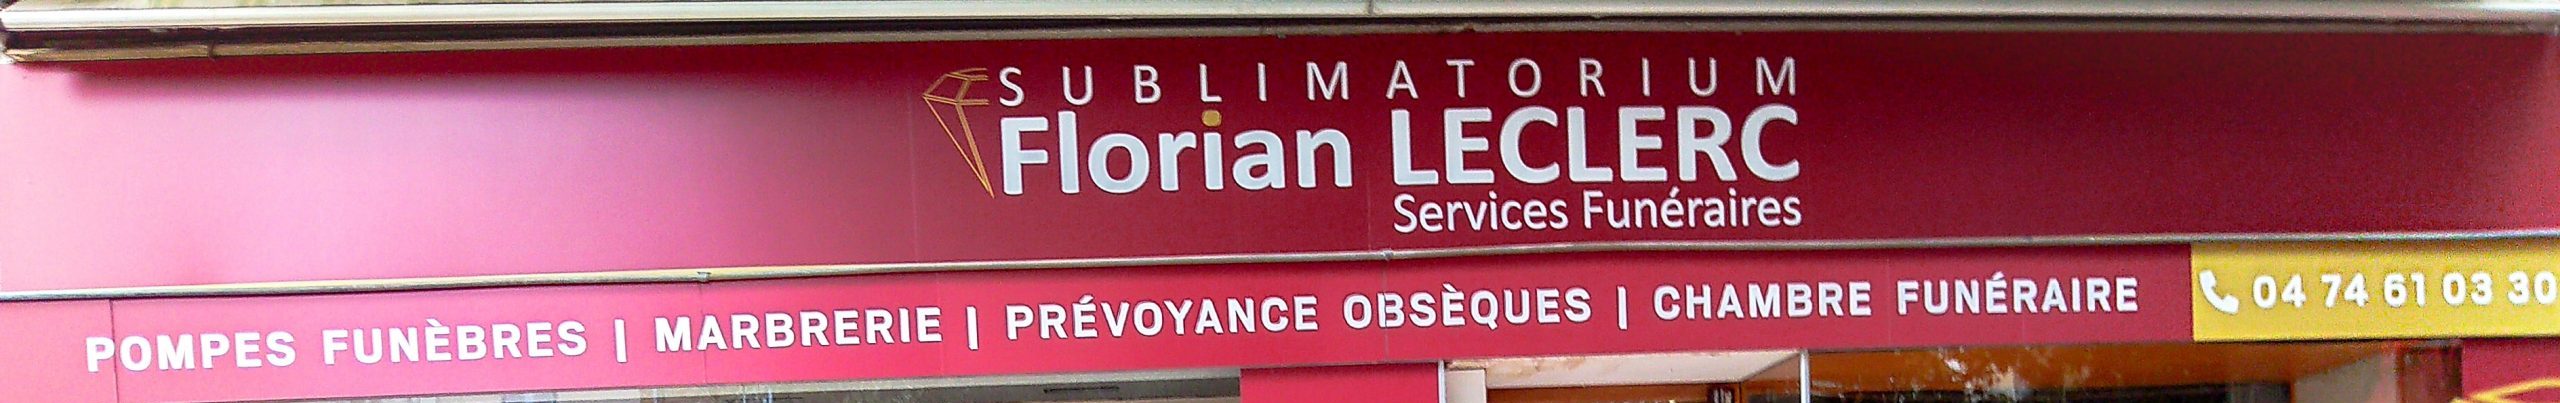 SUBLIMATORIUM
Florian LECLERC
Services Funéraires
POMPES FUNÈBRES | MARBRERIE | PRÉVOYANCE OBSÈQUES | CHAMBRE FUNÉRAIRE
04 74 61 03 30